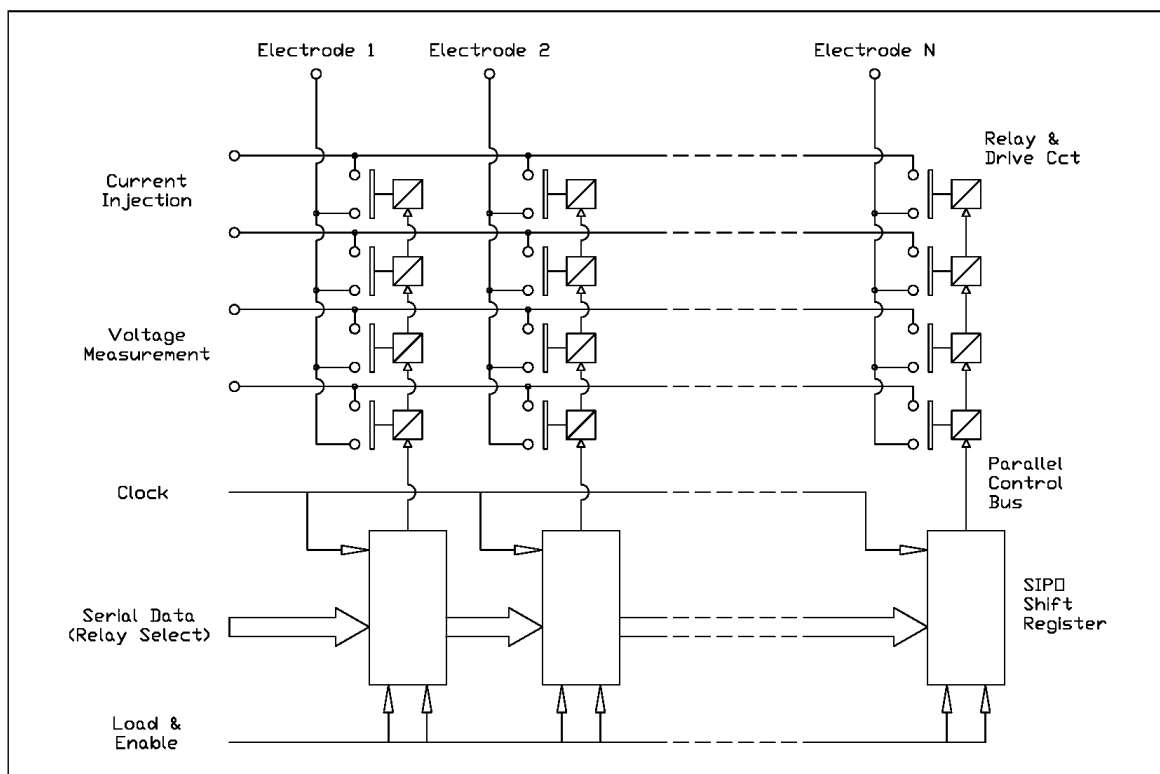 Electrode 1
Electrode 2
Electrode N
Relay &
Drive Cct
Current
Injection
Voltage
Measurement
Parallel
Control
Bus
Clock
Serial Data
(Relay Select)
SIPO
Shift
Register
Load &
Enable